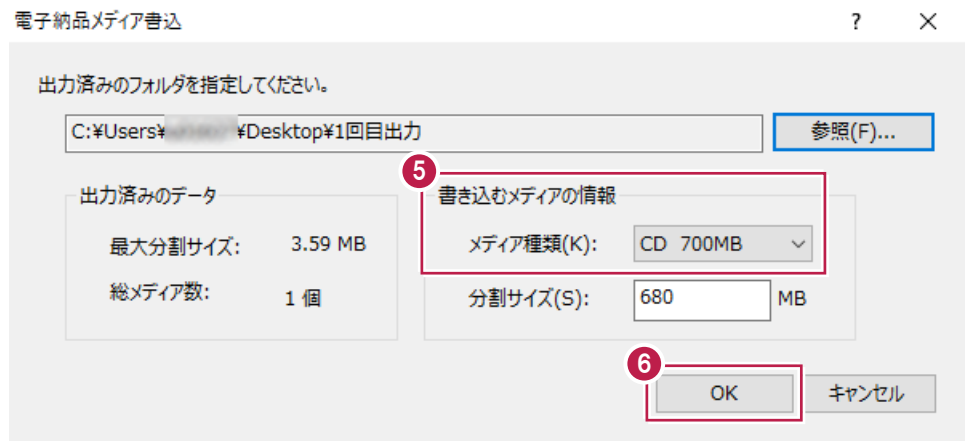 電子納品メディア書込
出力済みのフォルダを指定してください。
C:¥Users¥ ¥Desktop¥1回目出力
参照(F)...
5
出力済みのデータ
最大分割サイズ: 3.59 MB
総メディア数: 1 個
書き込むメディアの情報
メディア種類(K): CD 700MB
分割サイズ(S): 680 MB
6
OK
キャンセル